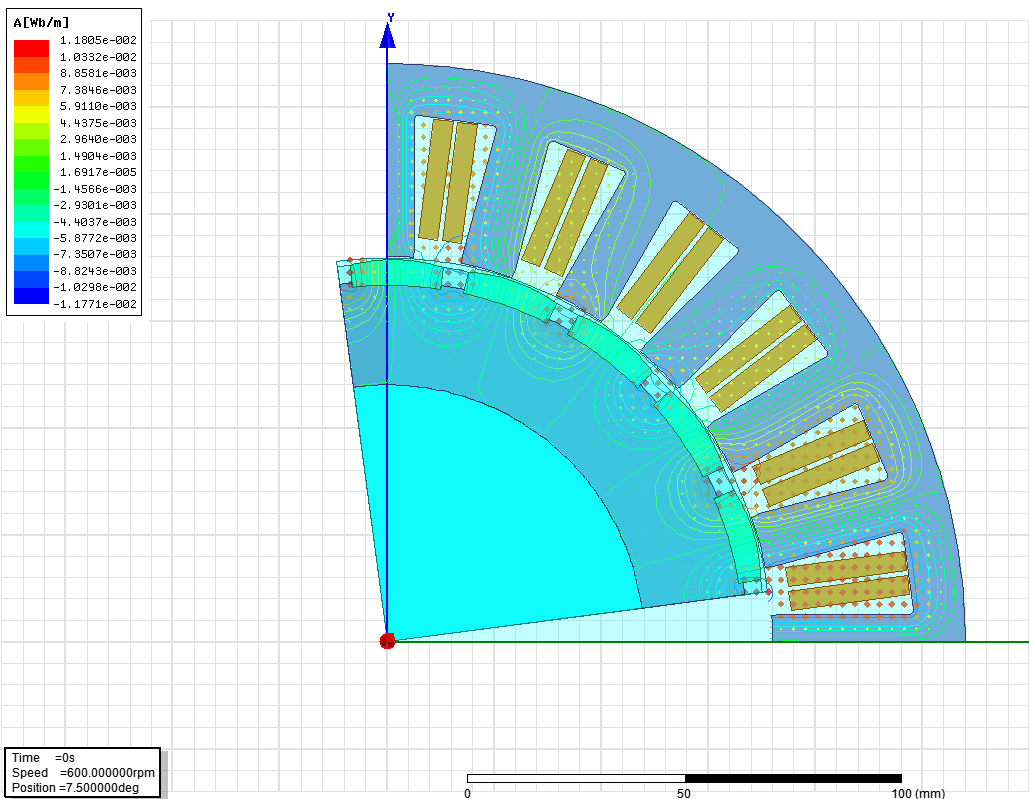 A[Wb/m]
1.1805e-002
1.0332e-002
8.8581e-003
7.3846e-003
5.9110e-003
4.4375e-003
2.9640e-003
1.4904e-003
1.6917e-005
-1.4566e-003
-2.9301e-003
-4.4037e-003
-5.8772e-003
-7.3507e-003
-8.8243e-003
-1.0298e-002
-1.1771e-002
Y
Time =0s
Speed =600.000000rpm
Position =7.500000deg
0 50 100 (mm)